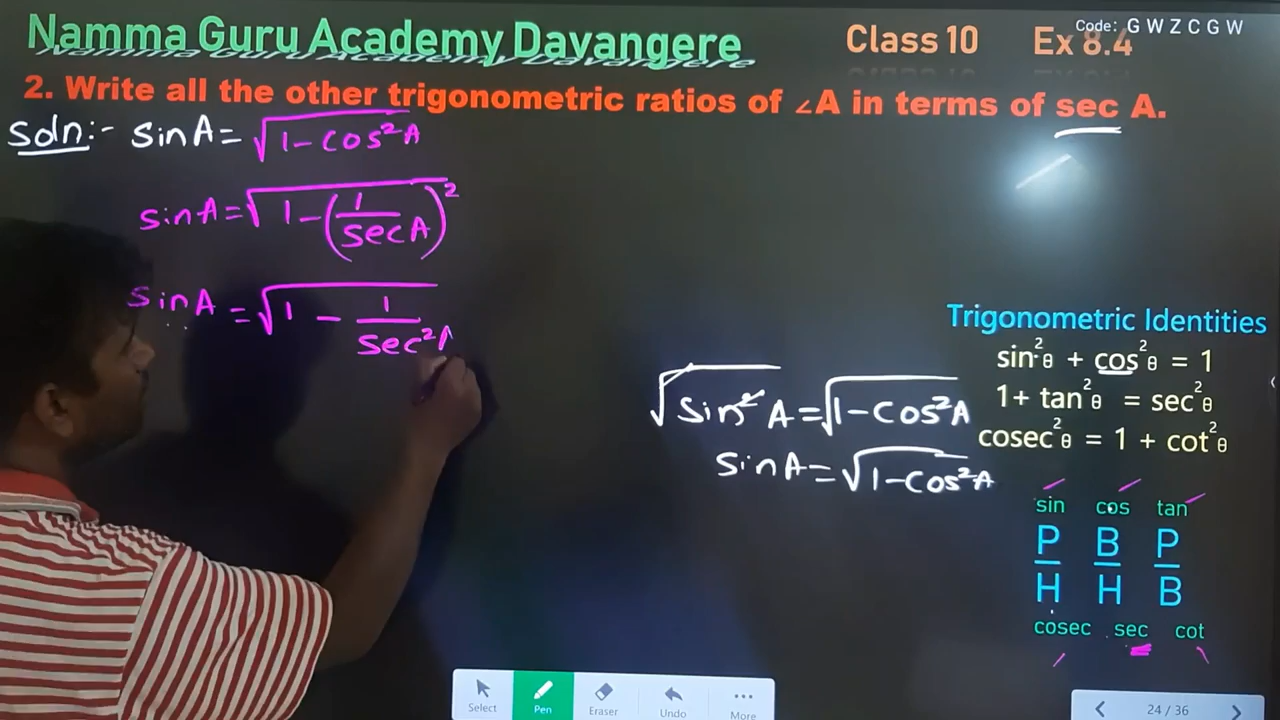 Namma Guru Academy Davangere
Class 10
Ex 8.4
Code: G W Z C G W
2. Write all the other trigonometric ratios of ∠A in terms of sec A.
Soln:- sinA = √(1-cos²A)
sinA = √(1-(1/secA)²)
sinA = √(1 - 1/sec²A)
√(sin²A) = √(1-cos²A)
sinA = √(1-cos²A)
Trigonometric Identities
sin²θ + cos²θ = 1
1+ tan²θ = sec²θ
cosec²θ = 1 + cot²θ
sin cos tan
P B P
H H B
cosec sec cot
Select Pen Eraser Undo More
24 / 36